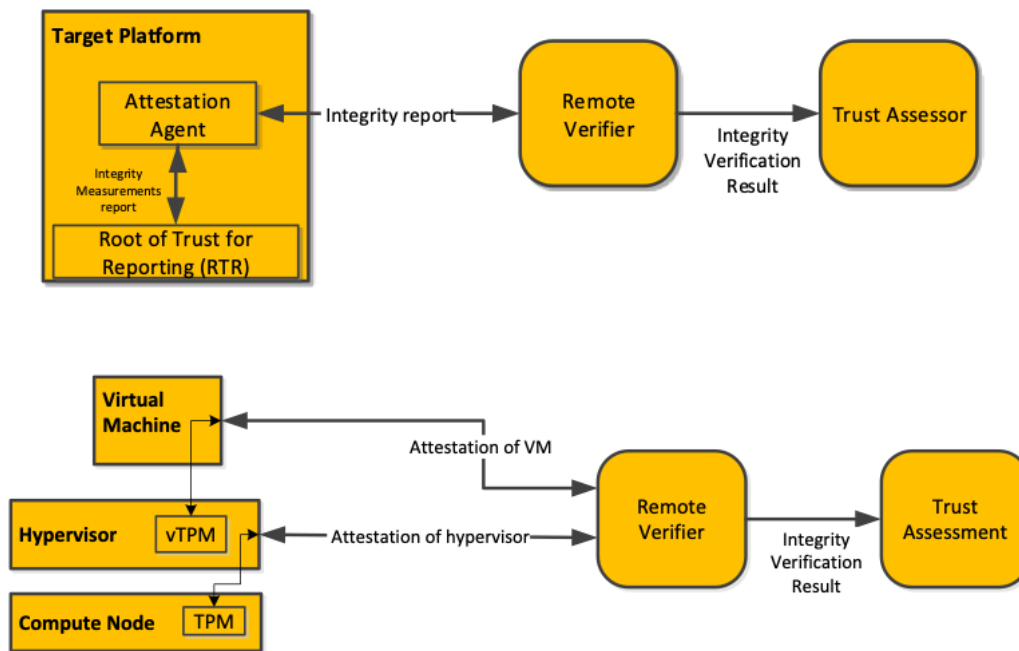 Target Platform
Attestation
Agent
Integrity
Measurements
report
Root of Trust for
Reporting (RTR)
Integrity report
Remote
Verifier
Integrity
Verification
Result
Trust Assessor
Virtual
Machine
Attestation of VM
Hypervisor
vTPM
Attestation of hypervisor
Compute Node
TPM
Remote
Verifier
Integrity
Verification
Result
Trust
Assessment